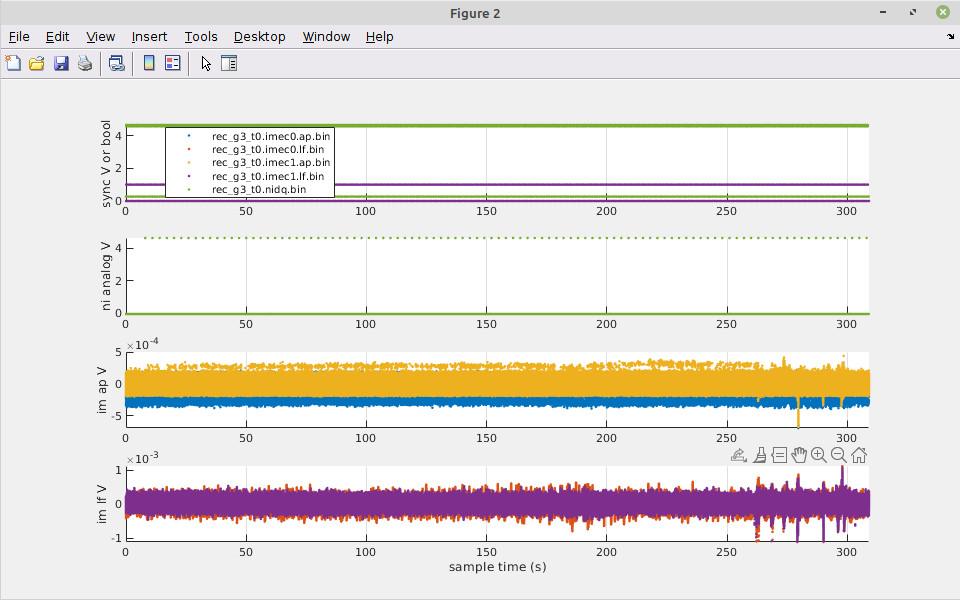 Figure 2
File Edit View Insert Tools Desktop Window Help
sync V or bool
4
2
0
rec_g3_t0.imec0.ap.bin
rec_g3_t0.imec0.lf.bin
rec_g3_t0.imec1.ap.bin
rec_g3_t0.imec1.lf.bin
rec_g3_t0.nidq.bin
0 50 100 150 200 250 300
ni analog V
4
2
0
0 50 100 150 200 250 300
×10⁻⁴
im ap V
5
0
-5
0 50 100 150 200 250 300
×10⁻³
im lf V
1
0
-1
0 50 100 150 200 250 300
sample time (s)